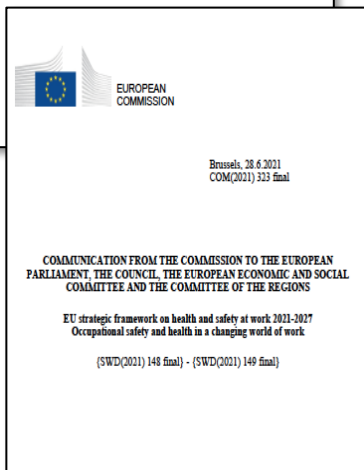 EUROPEAN
COMMISSION
Brussels, 28.6.2021
COM(2021) 323 final
COMMUNICATION FROM THE COMMISSION TO THE EUROPEAN
PARLIAMENT, THE COUNCIL, THE EUROPEAN ECONOMIC AND SOCIAL
COMMITTEE AND THE COMMITTEE OF THE REGIONS
EU strategic framework on health and safety at work 2021-2027
Occupational safety and health in a changing world of work
{SWD(2021) 148 final} - {SWD(2021) 149 final}